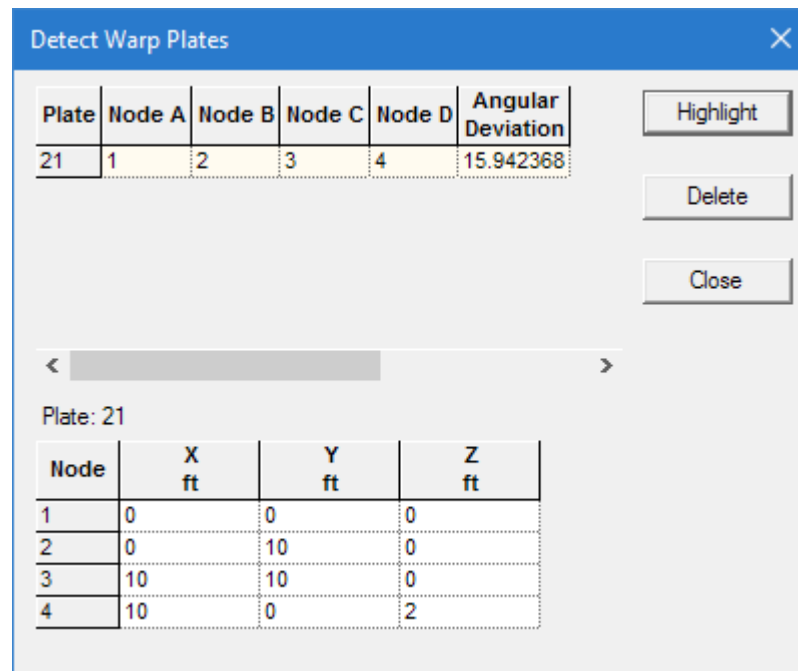 Detect Warp Plates
Plate Node A Node B Node C Node D Angular Deviation
21 1 2 3 4 15.942368
Highlight
Delete
Close
Plate: 21
Node X ft Y ft Z ft
1 0 0 0
2 0 10 0
3 10 10 0
4 10 0 2